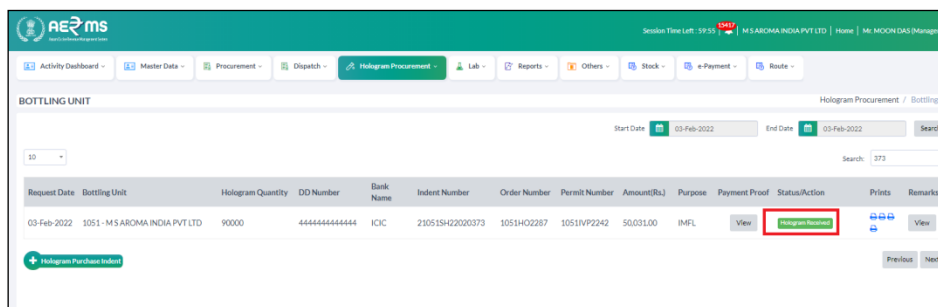 AERMS
Session Time Left : 59:55 15417 M S AROMA INDIA PVT LTD | Home | Mr. MOON DAS (Manage
Activity Dashboard Master Data Procurement Dispatch Hologram Procurement Lab Reports Others Stock e-Payment Route
BOTTLING UNIT Hologram Procurement / Bottling
Start Date 03-Feb-2022 End Date 03-Feb-2022 Search
10 Search: 373
Request Date Bottling Unit Hologram Quantity DD Number Bank Name Indent Number Order Number Permit Number Amount(Rs.) Purpose Payment Proof Status/Action Prints Remarks
03-Feb-2022 1051 - M S AROMA INDIA PVT LTD 90000 4444444444444 ICIC 21051SH22020373 1051HO2287 1051IVP2242 50,031.00 IMFL View Hologram Received View
Hologram Purchase Indent Previous Nex